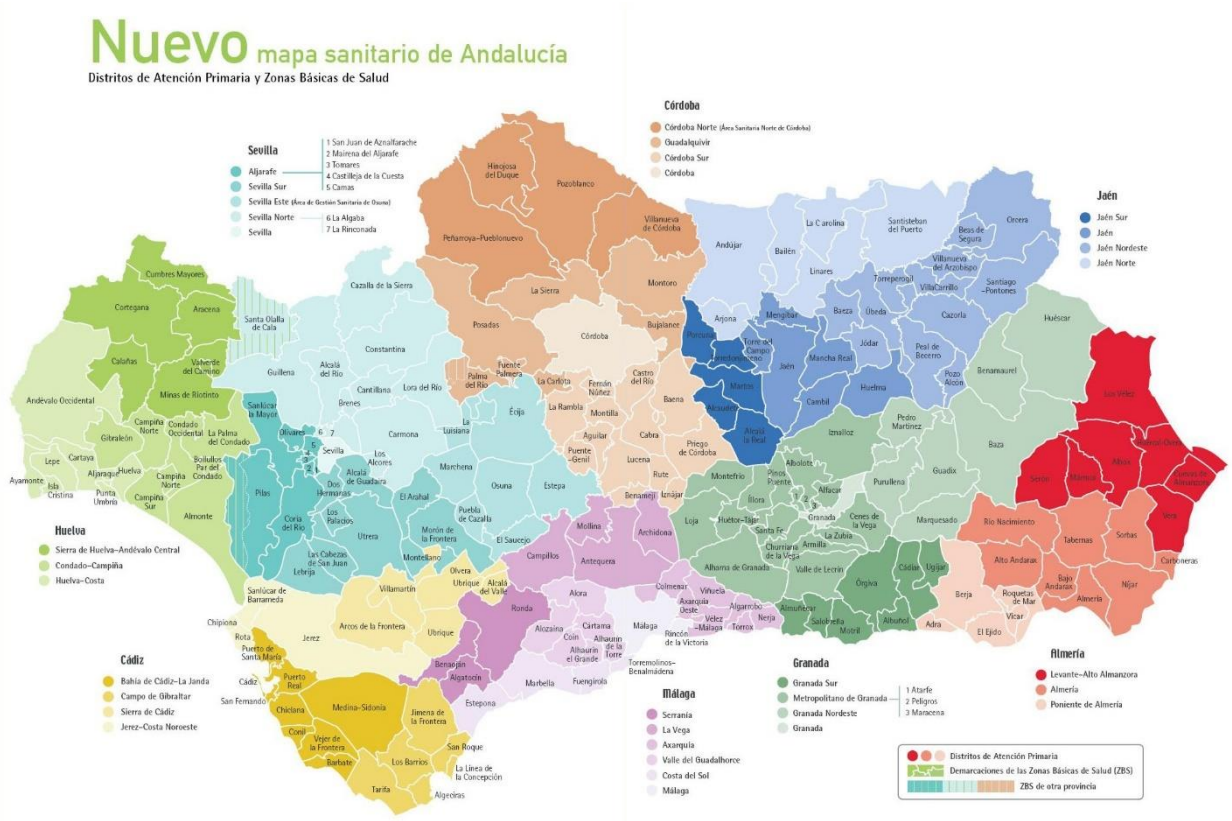 Nuevo mapa sanitario de Andalucía
Distritos de Atención Primaria y Zonas Básicas de Salud
Córdoba
Córdoba Norte (Área Sanitaria Norte de Córdoba)
Guadalquivir
Córdoba Sur
Córdoba
Sevilla
Aljarafe
Sevilla Sur
Sevilla Este (Área de Gestión Sanitaria de Osuna)
Sevilla Norte
Sevilla
1 San Juan de Aznalfarache
2 Mairena del Aljarafe
3 Tomares
4 Castilleja de la Cuesta
5 Camas
6 La Algaba
7 La Rinconada
Jaén
Jaén Sur
Jaén
Jaén Nordeste
Jaén Norte
Hinojosa
del Duque
Pozoblanco
Peñarroya-Pueblonuevo
Villanueva
de Córdoba
La Sierra
Montoro
Posadas
Córdoba
Bujalance
Palma
del Río
Fuente
Palmera
La Carlota
Fernán
Núñez
Castro
del Río
La Rambla
Montilla
Baena
Aguilar
Cabra
Puente
-Genil
Lucena
Priego
de Córdoba
Rute
Benamejí
Iznájar
Andújar
Bailén
La Carolina
Linares
Santisteban
del Puerto
Orcera
Beas de
Segura
Villanueva
del Arzobispo
Torreperogil
VillaCarrillo
Santiago
-Pontones
Arjona
Mengíbar
Baeza
Úbeda
Cazorla
Porcuna
Torredonjimeno
Torre del
Campo
Jaén
Mancha Real
Jódar
Peal de
Becerro
Martos
Huelma
Pozo
Alcón
Cambil
Alcaudete
Alcalá
la Real
Cumbres Mayores
Cortegana
Aracena
Santa Olalla
de Cala
Calañas
Valverde
del Camino
Minas de Riotinto
Andévalo Occidental
Campiña
Norte
Condado
Occidental
La Palma
del Condado
Gibraleón
Lepe
Cartaya
Aljaraque
Huelva
Campiña
Norte
Bollullos
Par del
Condado
Ayamonte
Isla
Cristina
Punta
Umbría
Campiña
Sur
Almonte
Huelva
Sierra de Huelva-Andévalo Central
Condado-Campiña
Huelva-Costa
Cazalla de la Sierra
Constantina
Guillena
Alcalá
del Río
Cantillana
Lora del Río
Brenes
Sanlúcar
la Mayor
Olivares
6
7
5
4
3
2
1
Sevilla
Carmona
La
Luisiana
Écija
Los
Alcores
Pilas
Alcalá de
Guadaira
Dos
Hermanas
Marchena
Coria
del Río
Los
Palacios
El Arahal
Osuna
Estepa
Utrera
Puebla
de Cazalla
Morón de
la Frontera
Las Cabezas
de San Juan
Lebrija
Montellano
El Saucejo
Huéscar
Benamaurel
Baza
Pedro
Martínez
Iznalloz
Guadix
Albolote
Purullena
Montefrío
Pinos
Puente
Íllora
Alfacar
1
2
3
Granada
Cenes de
la Vega
Marquesado
Loja
Huétor-Tájar
Santa Fe
La Zubia
Churriana
de la Vega
Armilla
Alhama de Granada
Valle de Lecrín
Órgiva
Cádiar
Ugíjar
Almuñécar
Salobreña
Motril
Albuñol
Granada
Granada Sur
Metropolitano de Granada
Granada Nordeste
Granada
1 Atarfe
2 Peligros
3 Maracena
Los Vélez
Huércal-Overa
Albox
Serón
Mármica
Cuevas de
Almanzora
Vera
Río Nacimiento
Tabernas
Sorbas
Alto Andarax
Bajo
Andarax
Carboneras
Níjar
Almería
Berja
Roquetas
de Mar
Vícar
Adra
El Ejido
Almería
Levante-Alto Almanzora
Almería
Poniente de Almería
Sanlúcar de
Barrameda
Chipiona
Rota
Puerto de
Santa María
Jerez
Arcos de la Frontera
Villamartín
Olvera
Ubrique
Alcalá
del Valle
Ubrique
Cádiz
San Fernando
Puerto
Real
Chiclana
Conil
Medina-Sidonia
Vejer de
la Frontera
Barbate
Jimena de
la Frontera
San Roque
Los Barrios
La Línea de
la Concepción
Tarifa
Algeciras
Cádiz
Bahía de Cádiz-La Janda
Campo de Gibraltar
Sierra de Cádiz
Jerez-Costa Noroeste
Mollina
Archidona
Campillos
Antequera
Ronda
Benaoján
Algatocín
Alora
Colmenar
Viñuela
Axarquía
Oeste
Algarrobo
Vélez
-Málaga
Torrox
Nerja
Rincón
de la Victoria
Alozaina
Cártama
Coín
Alhaurín
de la
Torre
Alhaurín
el Grande
Málaga
Torremolinos-
Benalmádena
Marbella
Fuengirola
Estepona
Málaga
Serranía
La Vega
Axarquía
Valle del Guadalhorce
Costa del Sol
Málaga
Distritos de Atención Primaria
Demarcaciones de las Zonas Básicas de Salud (ZBS)
ZBS de otra provincia